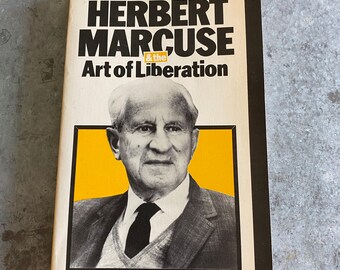 HERBERT
MARCUSE
& the
Art of Liberation